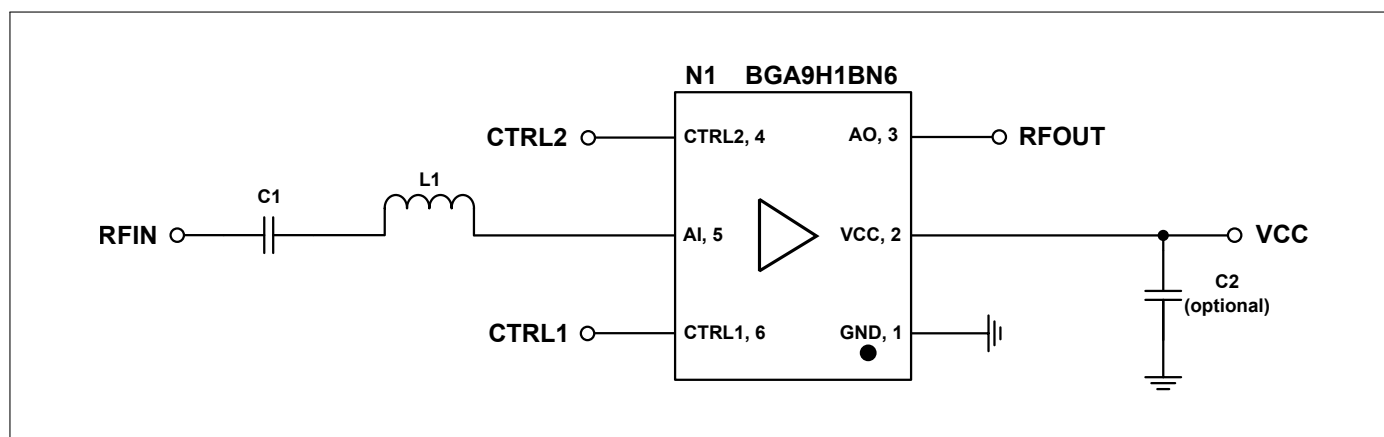 N1 BGA9H1BN6
CTRL2
CTRL2, 4
AO, 3
RFOUT
C1
L1
RFIN
AI, 5
VCC, 2
VCC
C2
(optional)
CTRL1
CTRL1, 6
GND, 1